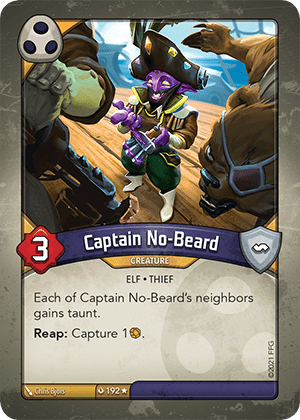 3
Captain No-Beard
CREATURE
ELF • THIEF
Each of Captain No-Beard's neighbors
gains taunt.
Reap: Capture 1.
Chris Bjors
192★
©2021 FFG